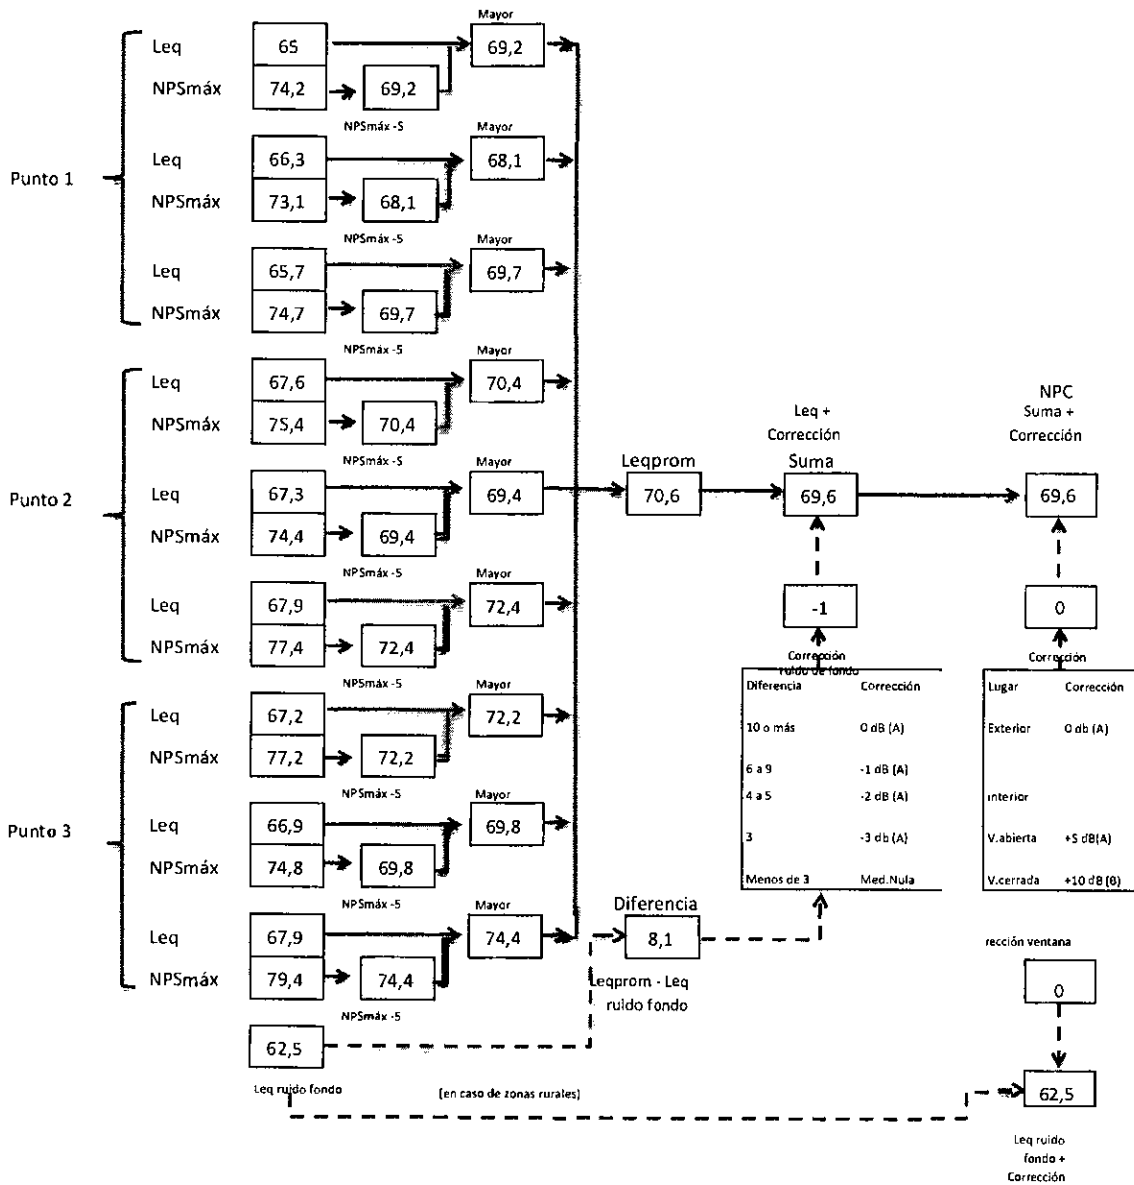 Mayor
Leq 65 69,2
NPSmáx 74,2 69,2
NPSmáx -5 Mayor
Leq 66,3 68,1
Punto 1
NPSmáx 73,1 68,1
NPSmáx -5 Mayor
Leq 65,7 69,7
NPSmáx 74,7 69,7
NPSmáx -5 Mayor
Leq 67,6 70,4
NPSmáx 75,4 70,4
NPSmáx -5 Mayor
Leq 67,3 69,4
Punto 2
NPSmáx 74,4 69,4
NPSmáx -5 Mayor
Leq 67,9 72,4
NPSmáx 77,4 72,4
NPSmáx -5 Mayor
Leq 67,2 72,2
NPSmáx 77,2 72,2
NPSmáx -5 Mayor
Leq 66,9 69,8
Punto 3
NPSmáx 74,8 69,8
NPSmáx -5 Mayor
Leq 67,9 74,4
NPSmáx 79,4 74,4
NPSmáx -5
62,5
Leq ruido fondo
(en caso de zonas rurales)
Leqprom
70,6
Leq +
Corrección
Suma
69,6
-1
Corrección
ruido de fondo
Diferencia Corrección
10 o más 0 dB (A)
6 a 9 -1 dB (A)
4 a 5 -2 dB (A)
3 -3 db (A)
Menos de 3 Med.Nula
Diferencia
8,1
Leqprom - Leq
ruido fondo
NPC
Suma +
Corrección
69,6
0
Corrección
Lugar Corrección
Exterior 0 db (A)
interior
V.abierta +5 dB(A)
V.cerrada +10 dB (B)
rección ventana
0
62,5
Leq ruido
fondo +
Corrección